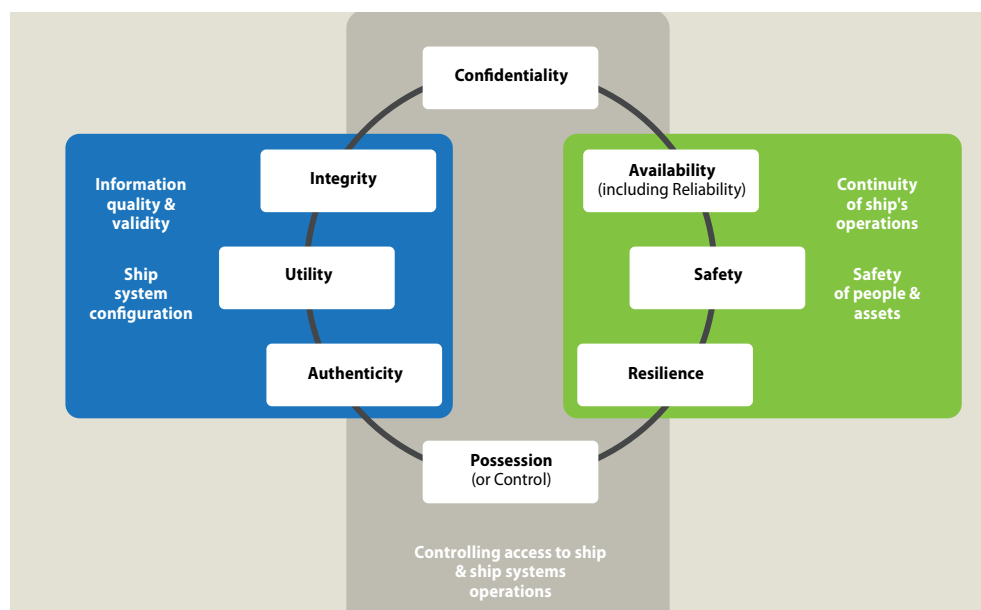 Confidentiality
Information
quality &
validity
Ship
system
configuration
Integrity
Utility
Authenticity
Availability
(including Reliability)
Safety
Resilience
Continuity
of ship's
operations
Safety
of people &
assets
Possession
(or Control)
Controlling access to ship
& ship systems
operations